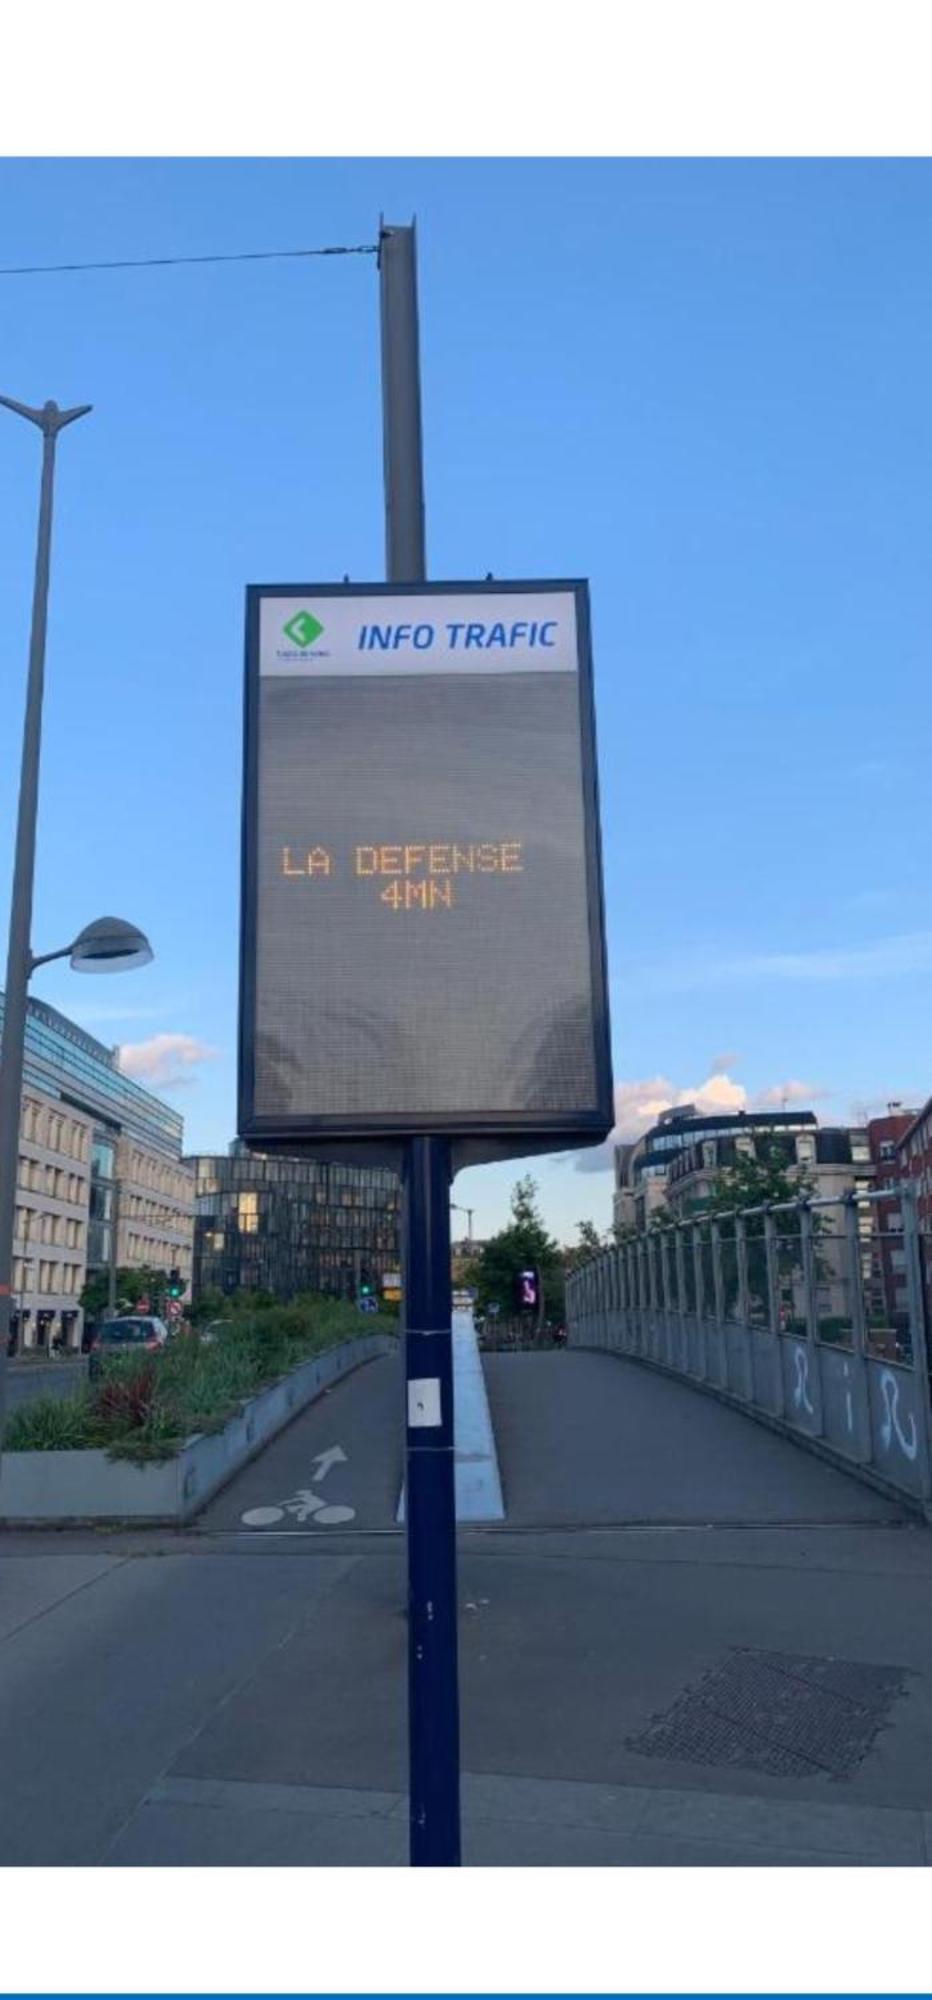 INFO TRAFIC
LA DEFENSE
4MN